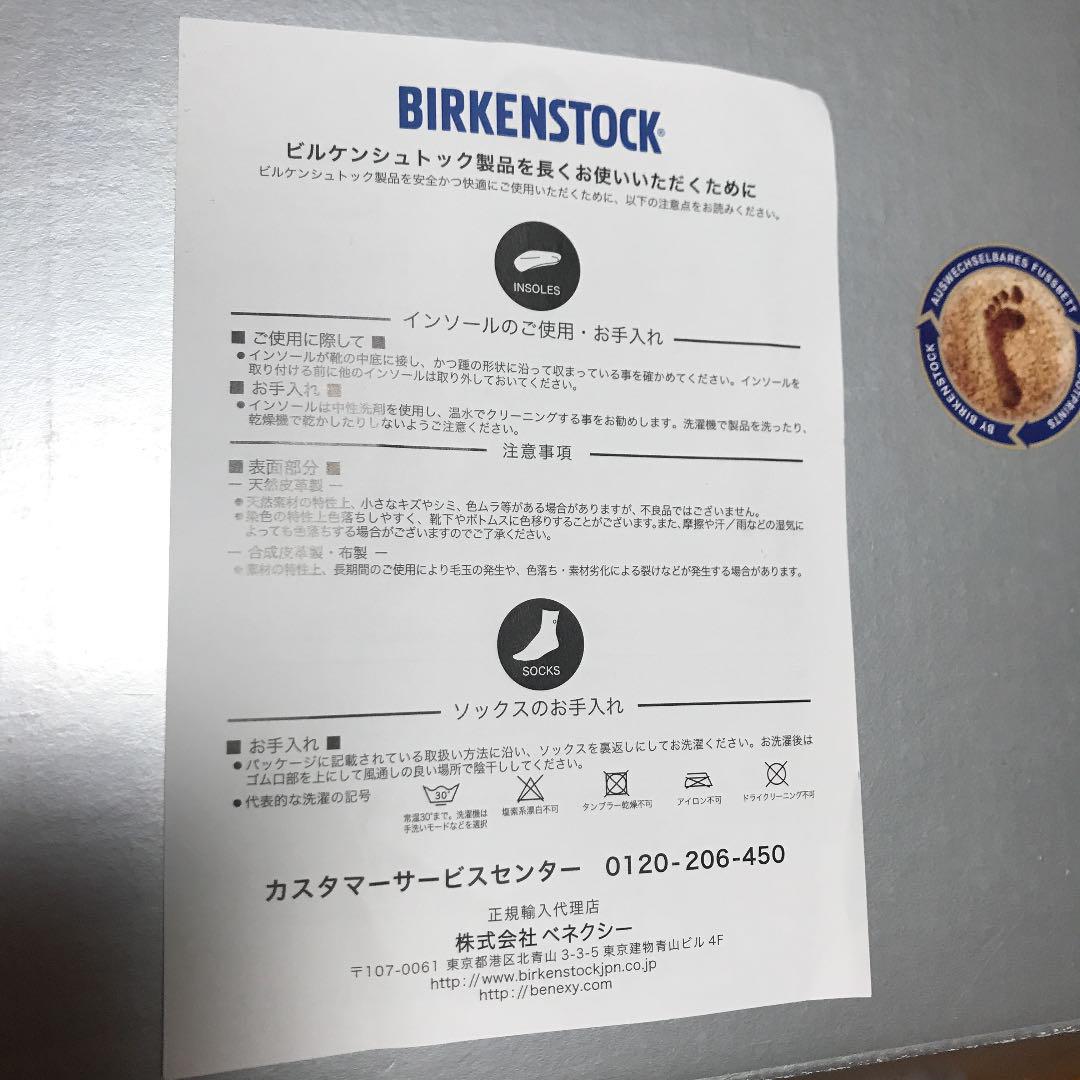 BIRKENSTOCK®
ビルケンシュトック製品を長くお使いいただくために
ビルケンシュトック製品を安全かつ快適にご使用いただくために、以下の注意点をお読みください。
INSOLES
インソールのご使用・お手入れ
■ ご使用に際して ■
●インソールが靴の中底に接し、かつ踵の形状に沿って収まっている事を確かめてください。インソールを
取り付ける前に他のインソールは取り外しておいてください。
■ お手入れ ■
●インソールは中性洗剤を使用し、温水でクリーニングする事をお勧めします。洗濯機で製品を洗ったり、
乾燥機で乾かしたりしないようご注意ください。
注意事項
■ 表面部分 ■
― 天然皮革製 ―
●天然素材の特性上、小さなキズやシミ、色ムラ等がある場合がありますが、不良品ではございません。
●染色の特性上色落ちしやすく、靴下やボトムスに色移りすることがございます。また、摩擦や汗／雨などの湿気に
よっても色落ちする場合がございますのでご了承ください。
― 合成皮革製・布製 ―
●素材の特性上、長期間のご使用により毛玉の発生や、色落ち・素材劣化による裂けなどが発生する場合があります。
SOCKS
ソックスのお手入れ
■ お手入れ ■
●パッケージに記載されている取扱い方法に沿い、ソックスを裏返しにしてお洗濯ください。お洗濯後は
ゴム口部を上にして風通しの良い場所で陰干ししてください。
●代表的な洗濯の記号
30°
常温30°まで。洗濯機は
手洗いモードなどを選択
塩素系漂白不可
タンブラー乾燥不可
アイロン不可
ドライクリーニング不可
カスタマーサービスセンター 0120-206-450
正規輸入代理店
株式会社 ベネクシー
〒107-0061 東京都港区北青山 3-3-5 東京建物青山ビル 4F
http://www.birkenstockjpn.co.jp
http://benexy.com
AUSWECHSELBARES FUSSBETT
BY BIRKENSTOCK